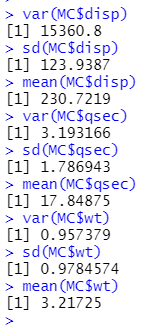 > var(MC$disp)
[1] 15360.8
> sd(MC$disp)
[1] 123.9387
> mean(MC$disp)
[1] 230.7219
> var(MC$qsec)
[1] 3.193166
> sd(MC$qsec)
[1] 1.786943
> mean(MC$qsec)
[1] 17.84875
> var(MC$wt)
[1] 0.957379
> sd(MC$wt)
[1] 0.9784574
> mean(MC$wt)
[1] 3.21725
>